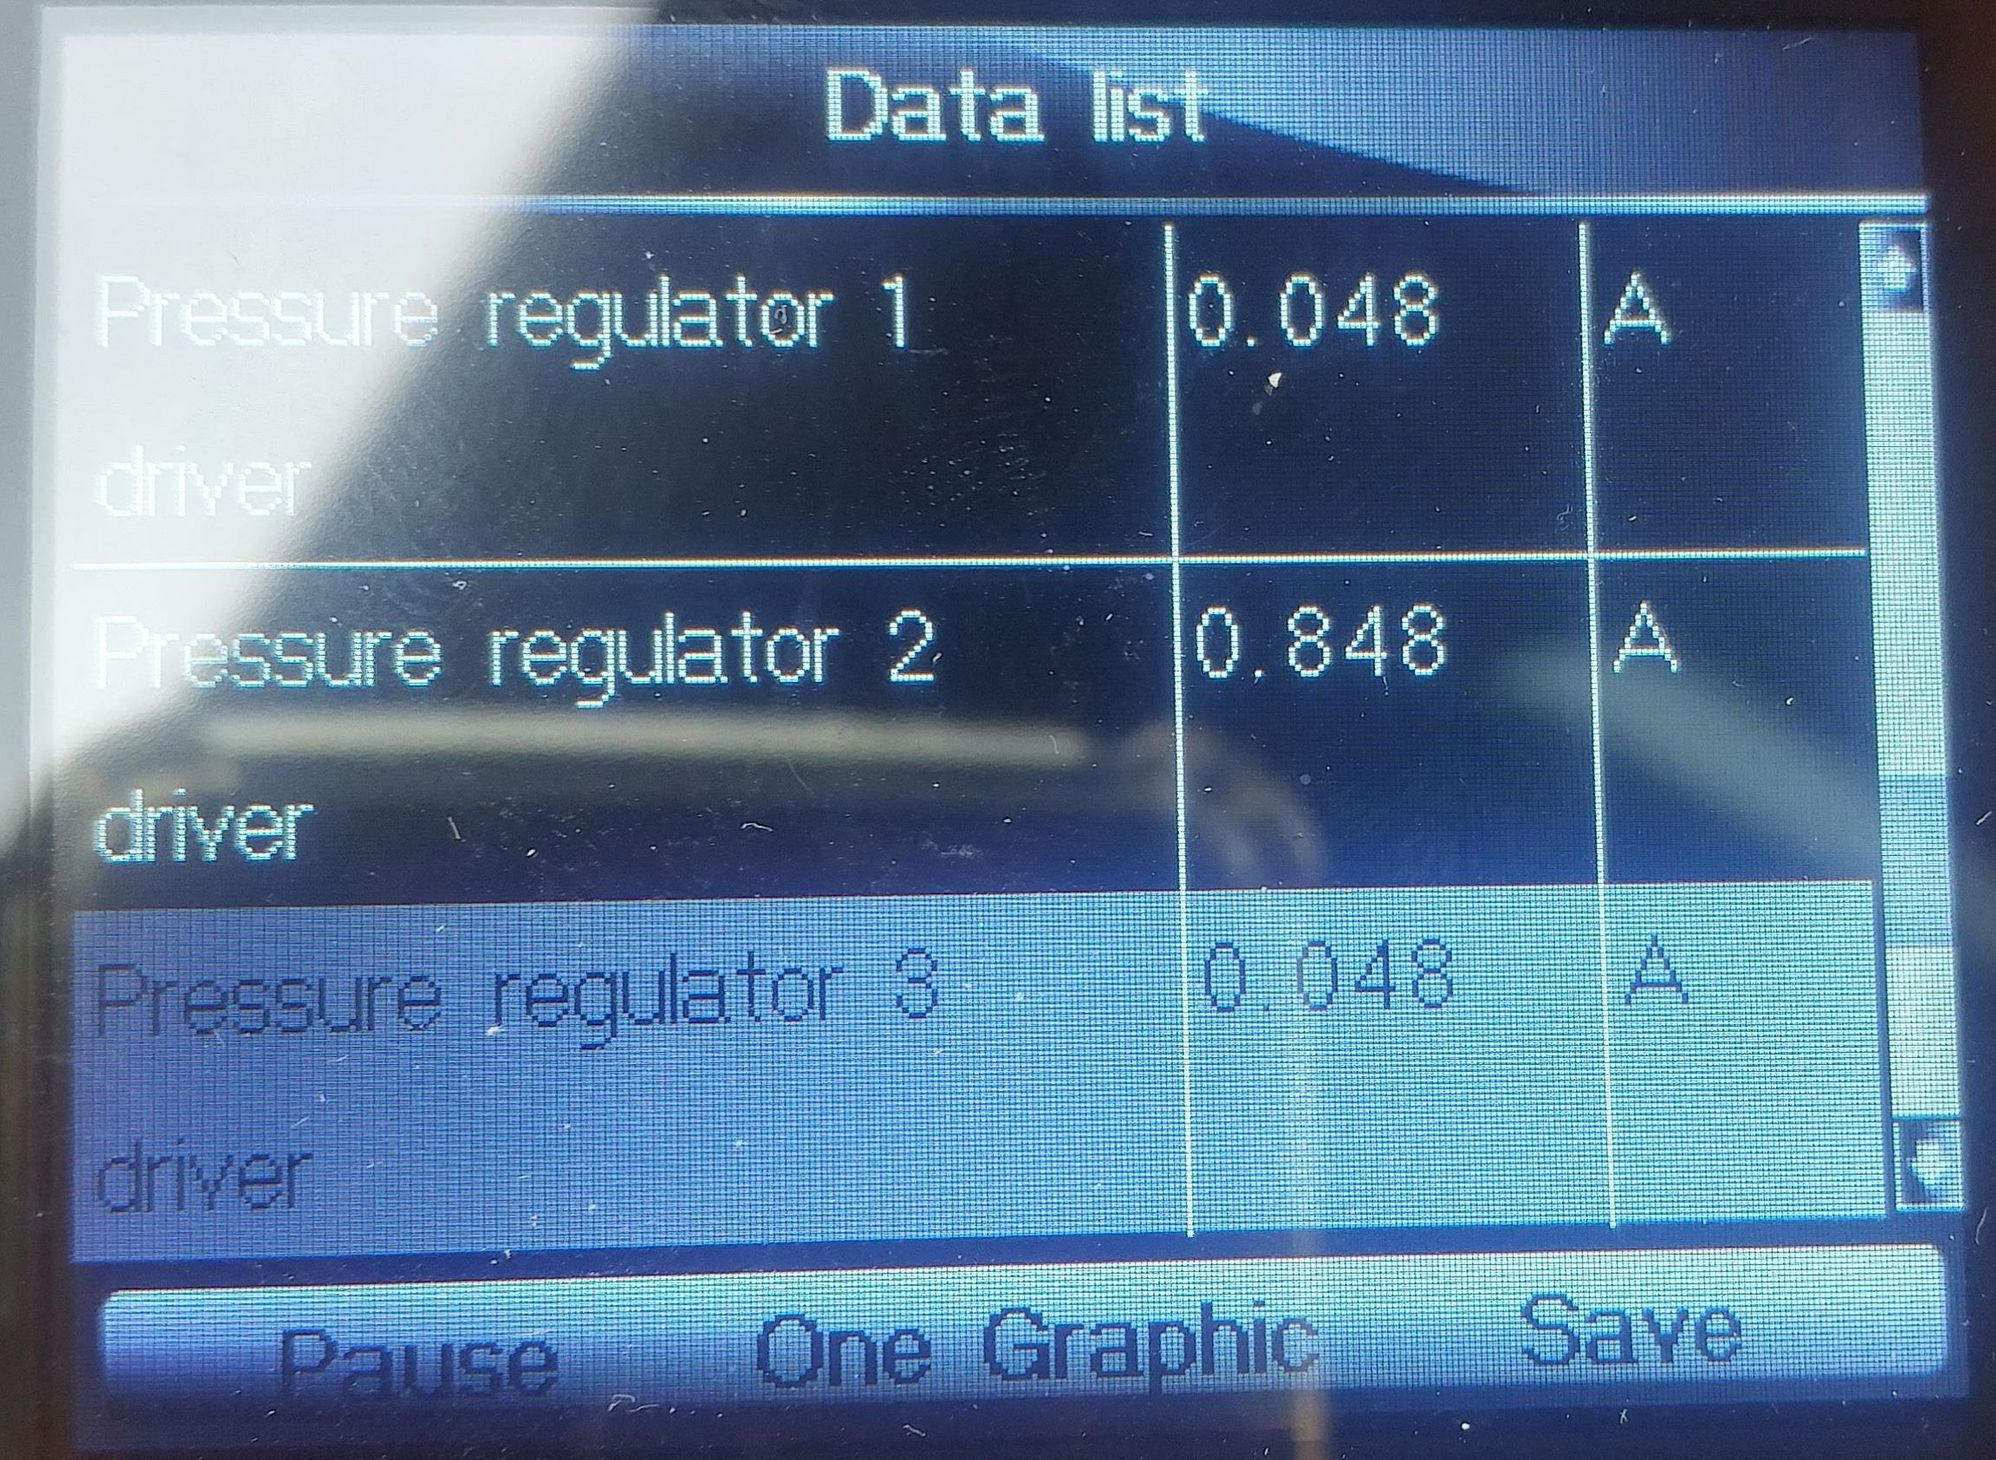 Data list
Pressure regulator 1 0.048 A
driver
Pressure regulator 2 0.848 A
driver
Pressure regulator 3 0.048 A
driver
Pause One Graphic Save